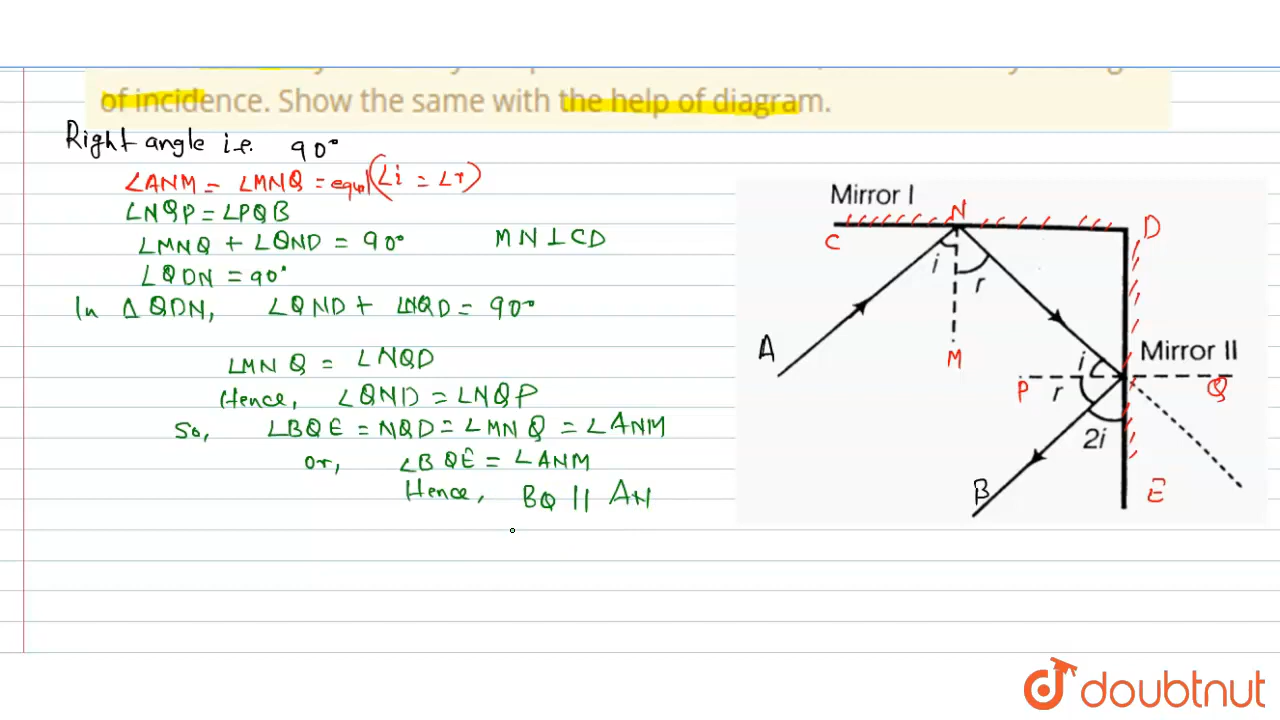 of incidence. Show the same with the help of diagram.
Right angle i.e. 90°
∠ANM = ∠MNQ = equal (∠i = ∠r)
∠NQP = ∠PQB
∠MNQ + ∠QND = 90° MN ⊥ CD
∠QDN = 90°
In Δ QDN, ∠QND + ∠NQD = 90°
∠MNQ = ∠NQD
Hence, ∠QND = ∠NQP
So, ∠BQE = NQD = ∠MNQ = ∠ANM
or, ∠BQE = ∠ANM
Hence, BQ || AN
Mirror I
N
C
D
i
r
A
M
i
Mirror II
P
r
Q
2i
B
E
doubtnut